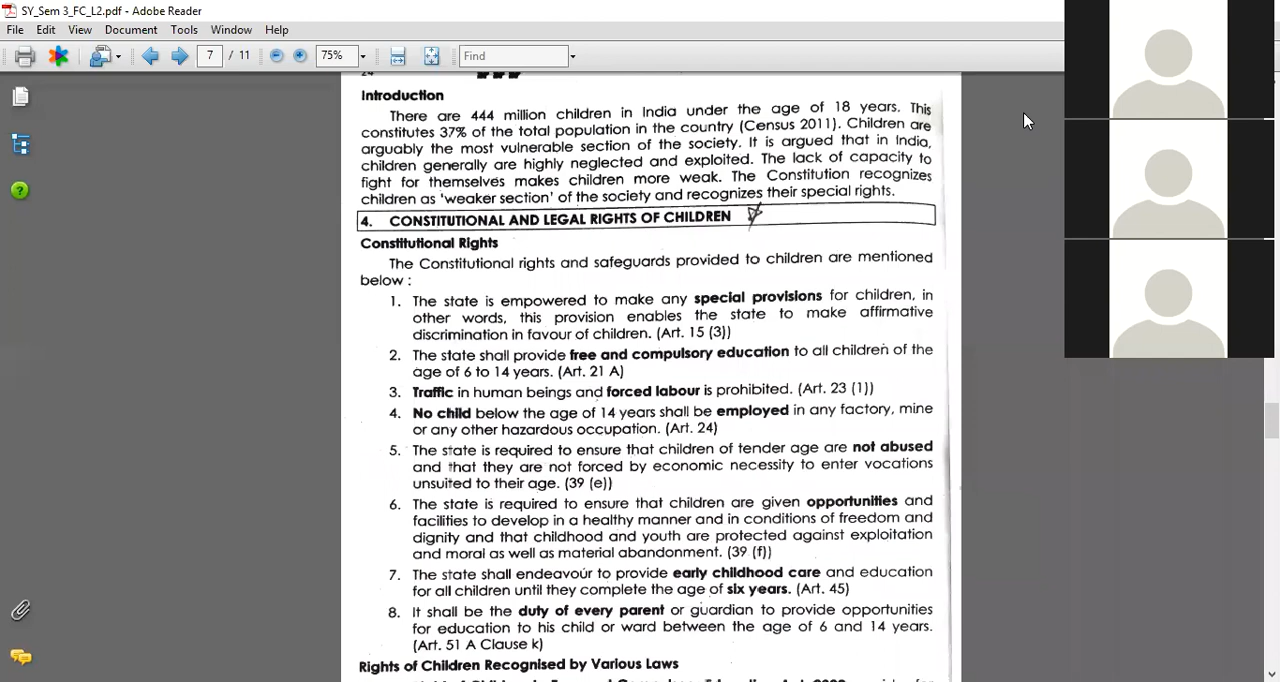 SY_Sem 3_FC_L2.pdf - Adobe Reader
File Edit View Document Tools Window Help
7 / 11 75% Find
24
Introduction
There are 444 million children in India under the age of 18 years. This
constitutes 37% of the total population in the country (Census 2011). Children are
arguably the most vulnerable section of the society. It is argued that in India,
children generally are highly neglected and exploited. The lack of capacity to
fight for themselves makes children more weak. The Constitution recognizes
children as 'weaker section' of the society and recognizes their special rights.
4. CONSTITUTIONAL AND LEGAL RIGHTS OF CHILDREN
Constitutional Rights
The Constitutional rights and safeguards provided to children are mentioned
below :
1. The state is empowered to make any special provisions for children, in
other words, this provision enables the state to make affirmative
discrimination in favour of children. (Art. 15 (3))
2. The state shall provide free and compulsory education to all children of the
age of 6 to 14 years. (Art. 21 A)
3. Traffic in human beings and forced labour is prohibited. (Art. 23 (1))
4. No child below the age of 14 years shall be employed in any factory, mine
or any other hazardous occupation. (Art. 24)
5. The state is required to ensure that children of tender age are not abused
and that they are not forced by economic necessity to enter vocations
unsuited to their age. (39 (e))
6. The state is required to ensure that children are given opportunities and
facilities to develop in a healthy manner and in conditions of freedom and
dignity and that childhood and youth are protected against exploitation
and moral as well as material abandonment. (39 (f))
7. The state shall endeavour to provide early childhood care and education
for all children until they complete the age of six years. (Art. 45)
8. It shall be the duty of every parent or guardian to provide opportunities
for education to his child or ward between the age of 6 and 14 years.
(Art. 51 A Clause k)
Rights of Children Recognised by Various Laws